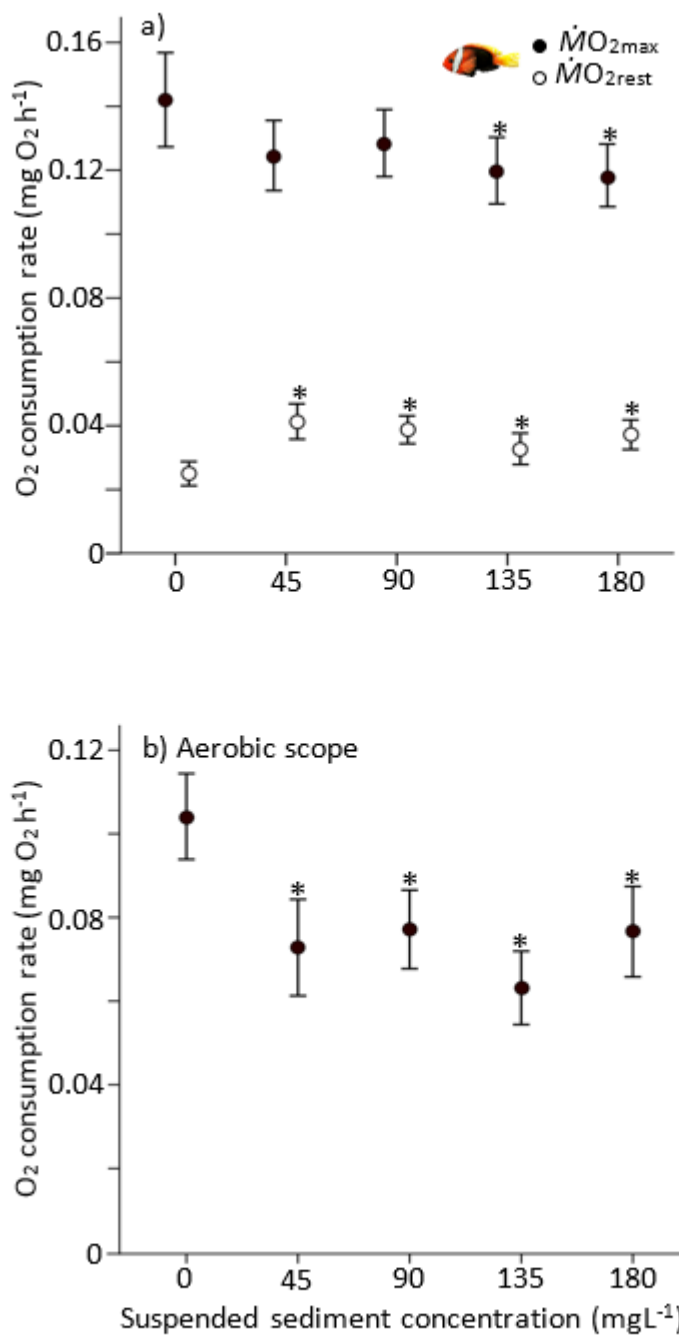 a)
ṀO₂max
ṀO₂rest
O₂ consumption rate (mg O₂ h⁻¹)
0.16
0.12
0.08
0.04
0
* *
* * * *
0 45 90 135 180
b) Aerobic scope
O₂ consumption rate (mg O₂ h⁻¹)
0.12
0.08
0.04
0
* * * *
0 45 90 135 180
Suspended sediment concentration (mgL⁻¹)